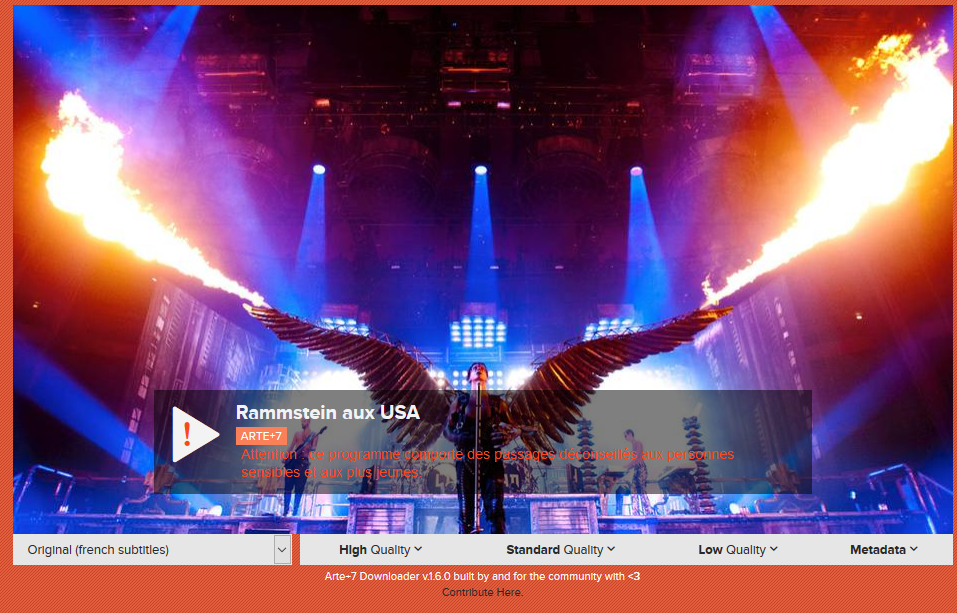 Rammstein aux USA
ARTE+7
Attention : ce programme comporte des passages déconseillés aux personnes
sensibles et aux plus jeunes.
Original (french subtitles)
High Quality
Standard Quality
Low Quality
Metadata
Arte+7 Downloader v.1.6.0 built by and for the community with <3
Contribute Here.